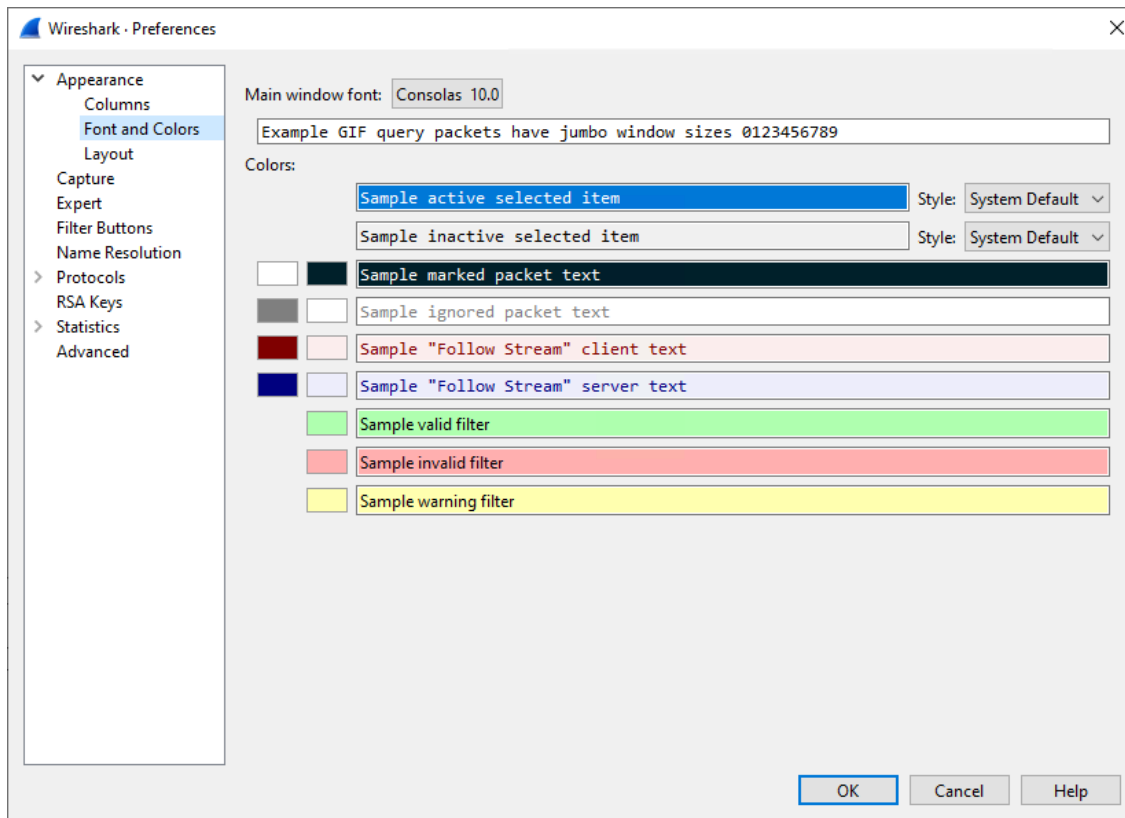 Wireshark · Preferences
Appearance
Columns
Font and Colors
Layout
Capture
Expert
Filter Buttons
Name Resolution
Protocols
RSA Keys
Statistics
Advanced
Main window font: Consolas 10.0
Example GIF query packets have jumbo window sizes 0123456789
Colors:
Sample active selected item Style: System Default
Sample inactive selected item Style: System Default
Sample marked packet text
Sample ignored packet text
Sample "Follow Stream" client text
Sample "Follow Stream" server text
Sample valid filter
Sample invalid filter
Sample warning filter
OK Cancel Help